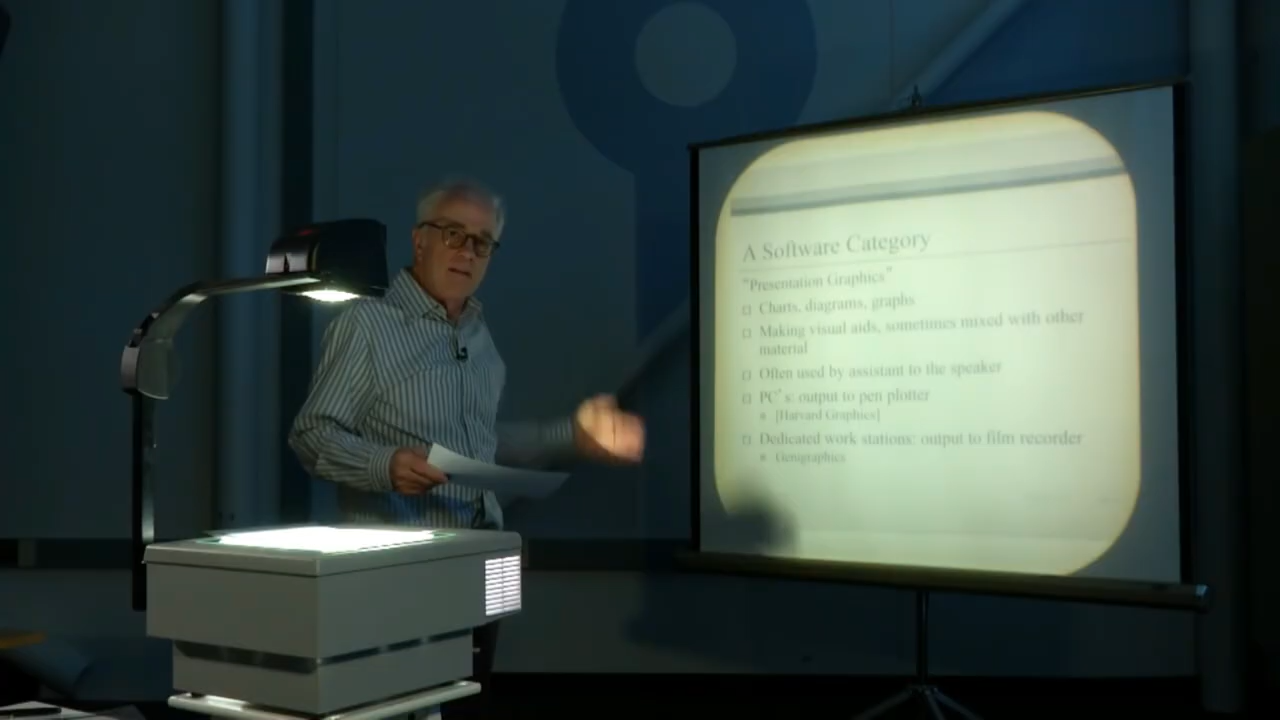 A Software Category
"Presentation Graphics"
Charts, diagrams, graphs
Making visual aids, sometimes mixed with other
material
Often used by assistant to the speaker
PC's: output to pen plotter
[Harvard Graphics]
Dedicated work stations: output to film recorder
Genigraphics